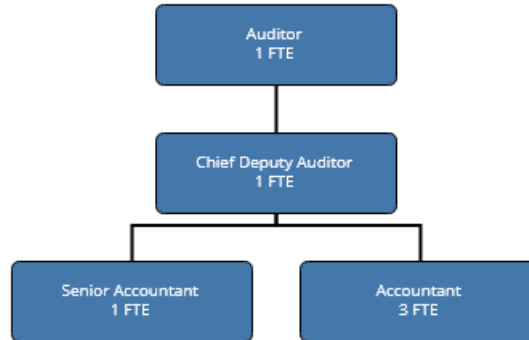 Auditor
1 FTE
Chief Deputy Auditor
1 FTE
Senior Accountant
1 FTE
Accountant
3 FTE